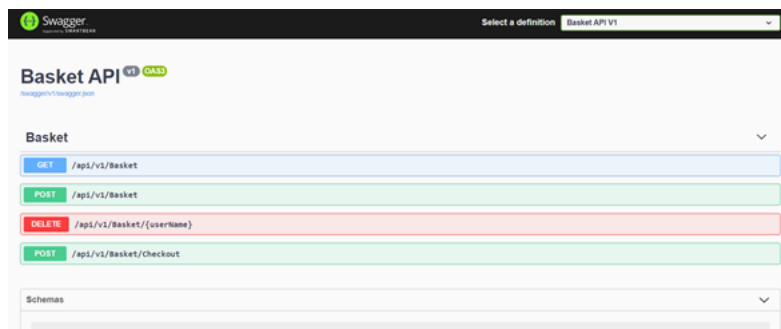 Swagger.
Supported by SMARTBEAR
Select a definition
Basket API V1
Basket API v1 OAS3
/swagger/v1/swagger.json
Basket
GET /api/v1/Basket
POST /api/v1/Basket
DELETE /api/v1/Basket/{userName}
POST /api/v1/Basket/Checkout
Schemas